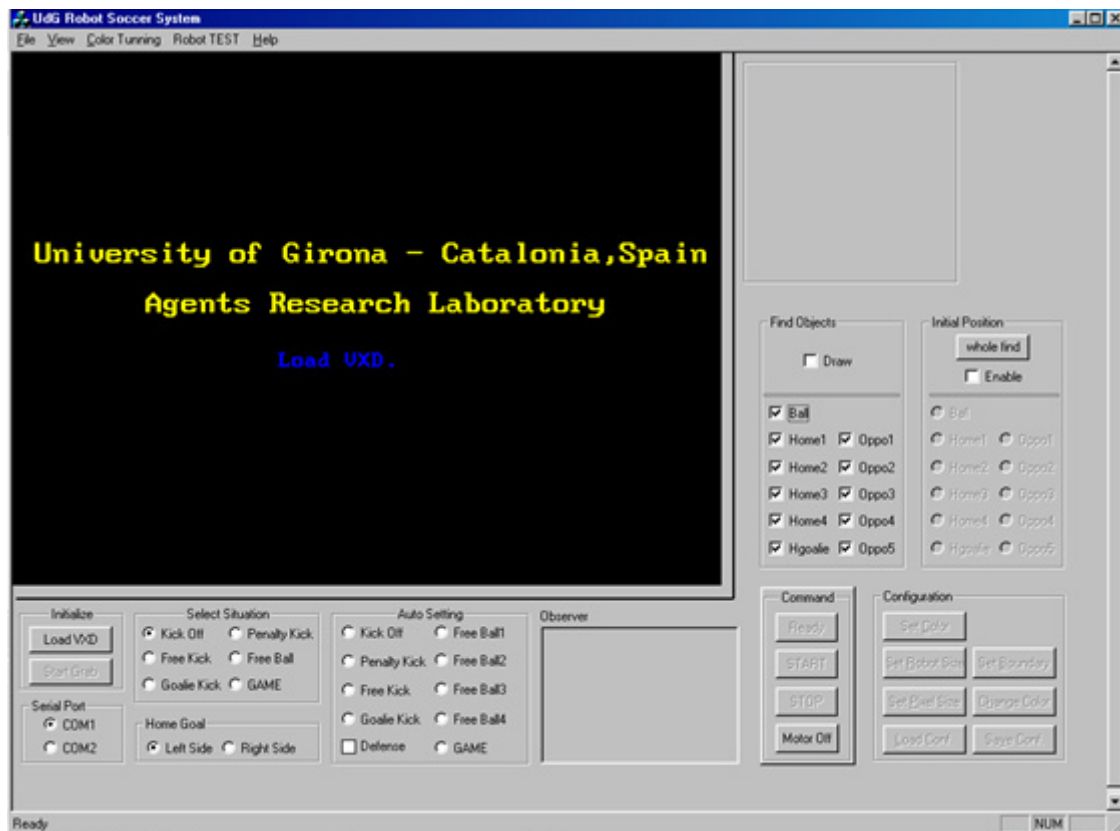 UdG Robot Soccer System
File View Color Tunning Robot TEST Help
University of Girona - Catalonia,Spain
Agents Research Laboratory
Load VXD.
Find Objects
Draw
Ball
Home1 Oppo1
Home2 Oppo2
Home3 Oppo3
Home4 Oppo4
Hgoalie Oppo5
Initial Position
whole find
Enable
Ball
Home1 Oppo1
Home2 Oppo2
Home3 Oppo3
Home4 Oppo4
Hgoalie Oppo5
Initialize
Load VXD
Start Grab
Serial Port
COM1
COM2
Select Situation
Kick Off Penalty Kick
Free Kick Free Ball
Goalie Kick GAME
Home Goal
Left Side Right Side
Auto Setting
Kick Off Free Ball1
Penalty Kick Free Ball2
Free Kick Free Ball3
Goalie Kick Free Ball4
Defense GAME
Observer
Command
Ready
START
STOP
Motor Off
Configuration
Set Color
Set Robot Size Set Boundary
Set Pixel Size Change Color
Load Conf. Save Conf.
Ready NUM